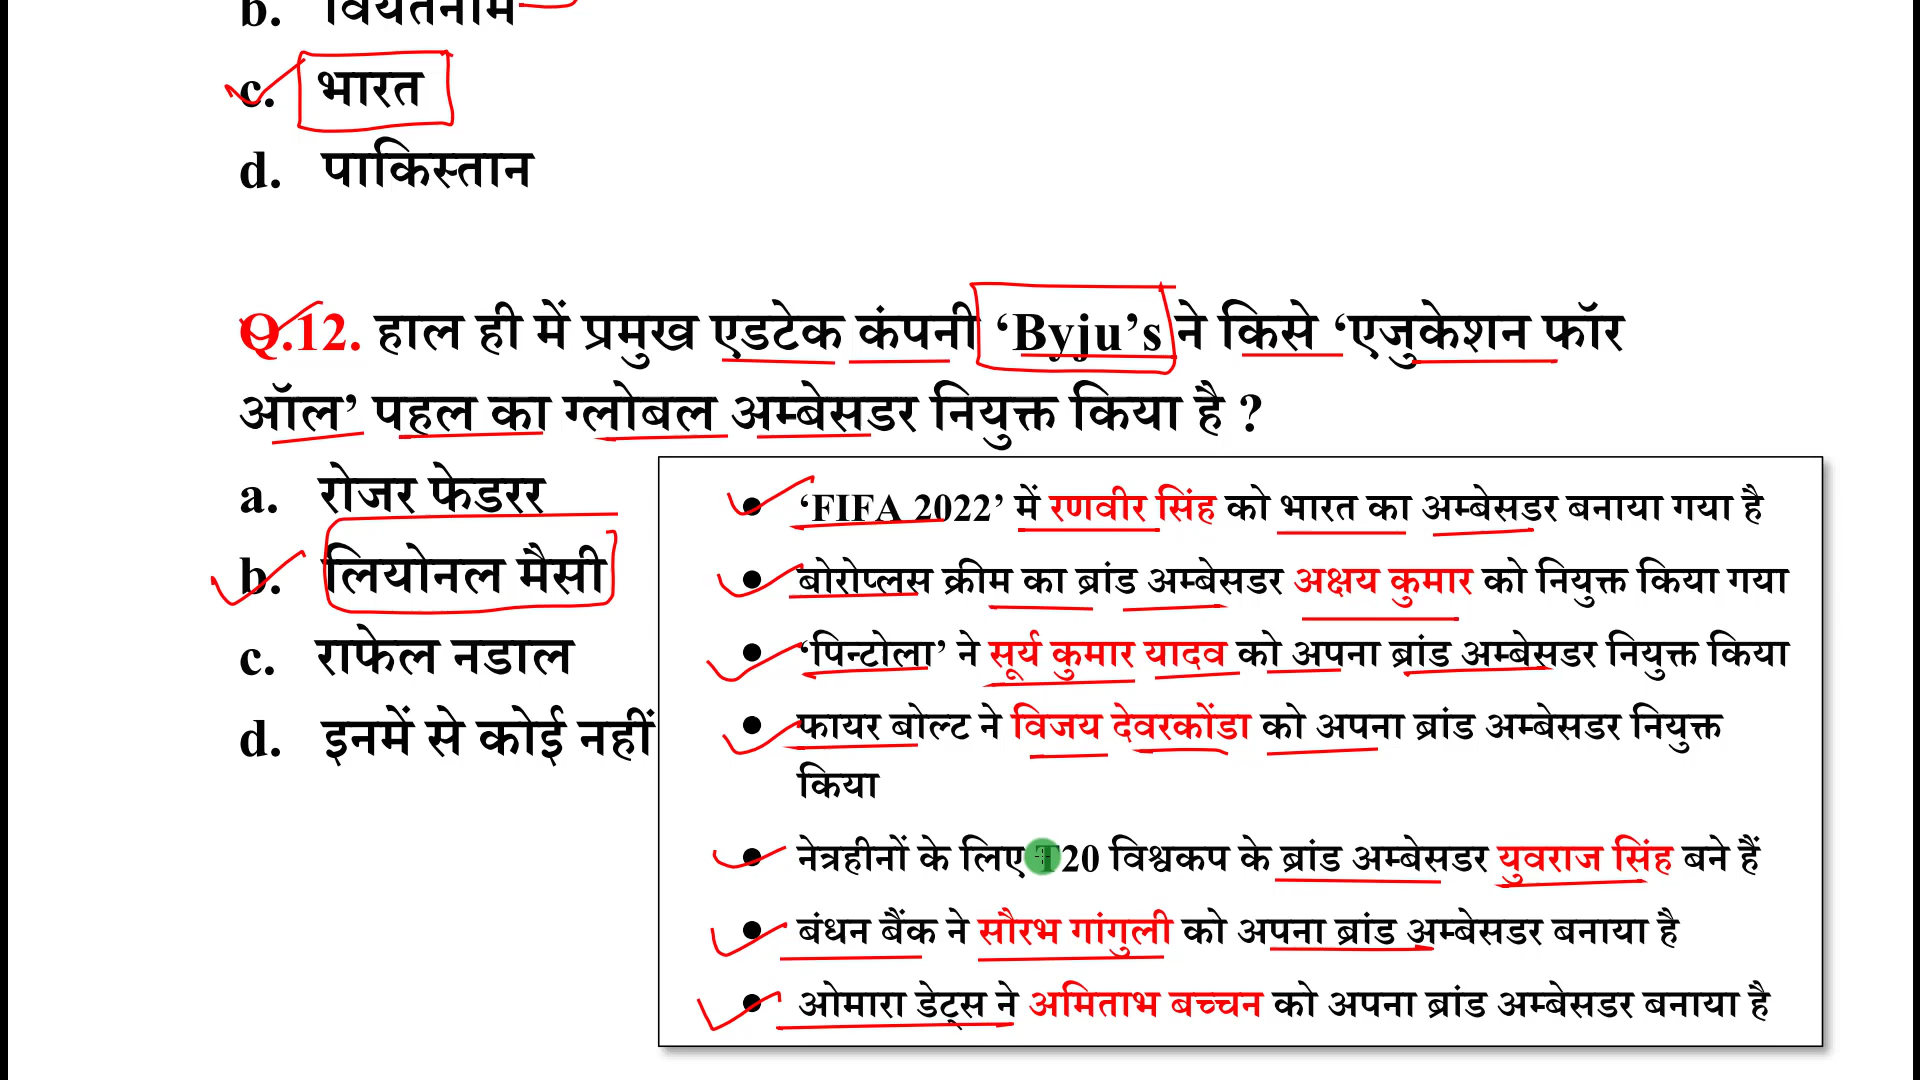 b. वियतनाम
c. भारत
d. पाकिस्तान
Q.12. हाल ही में प्रमुख एडटेक कंपनी ‘Byju’s ने किसे ‘एजुकेशन फॉर
ऑल’ पहल का ग्लोबल अम्बेसडर नियुक्त किया है ?
a. रोजर फेडरर
b. लियोनल मैसी
c. राफेल नडाल
d. इनमें से कोई नहीं
• ‘FIFA 2022’ में रणवीर सिंह को भारत का अम्बेसडर बनाया गया है
• बोरोप्लस क्रीम का ब्रांड अम्बेसडर अक्षय कुमार को नियुक्त किया गया
• ‘पिन्टोला’ ने सूर्य कुमार यादव को अपना ब्रांड अम्बेसडर नियुक्त किया
• फायर बोल्ट ने विजय देवरकोंडा को अपना ब्रांड अम्बेसडर नियुक्त
किया
• नेत्रहीनों के लिए T20 विश्वकप के ब्रांड अम्बेसडर युवराज सिंह बने हैं
• बंधन बैंक ने सौरभ गांगुली को अपना ब्रांड अम्बेसडर बनाया है
• ओमारा डेट्स ने अमिताभ बच्चन को अपना ब्रांड अम्बेसडर बनाया है